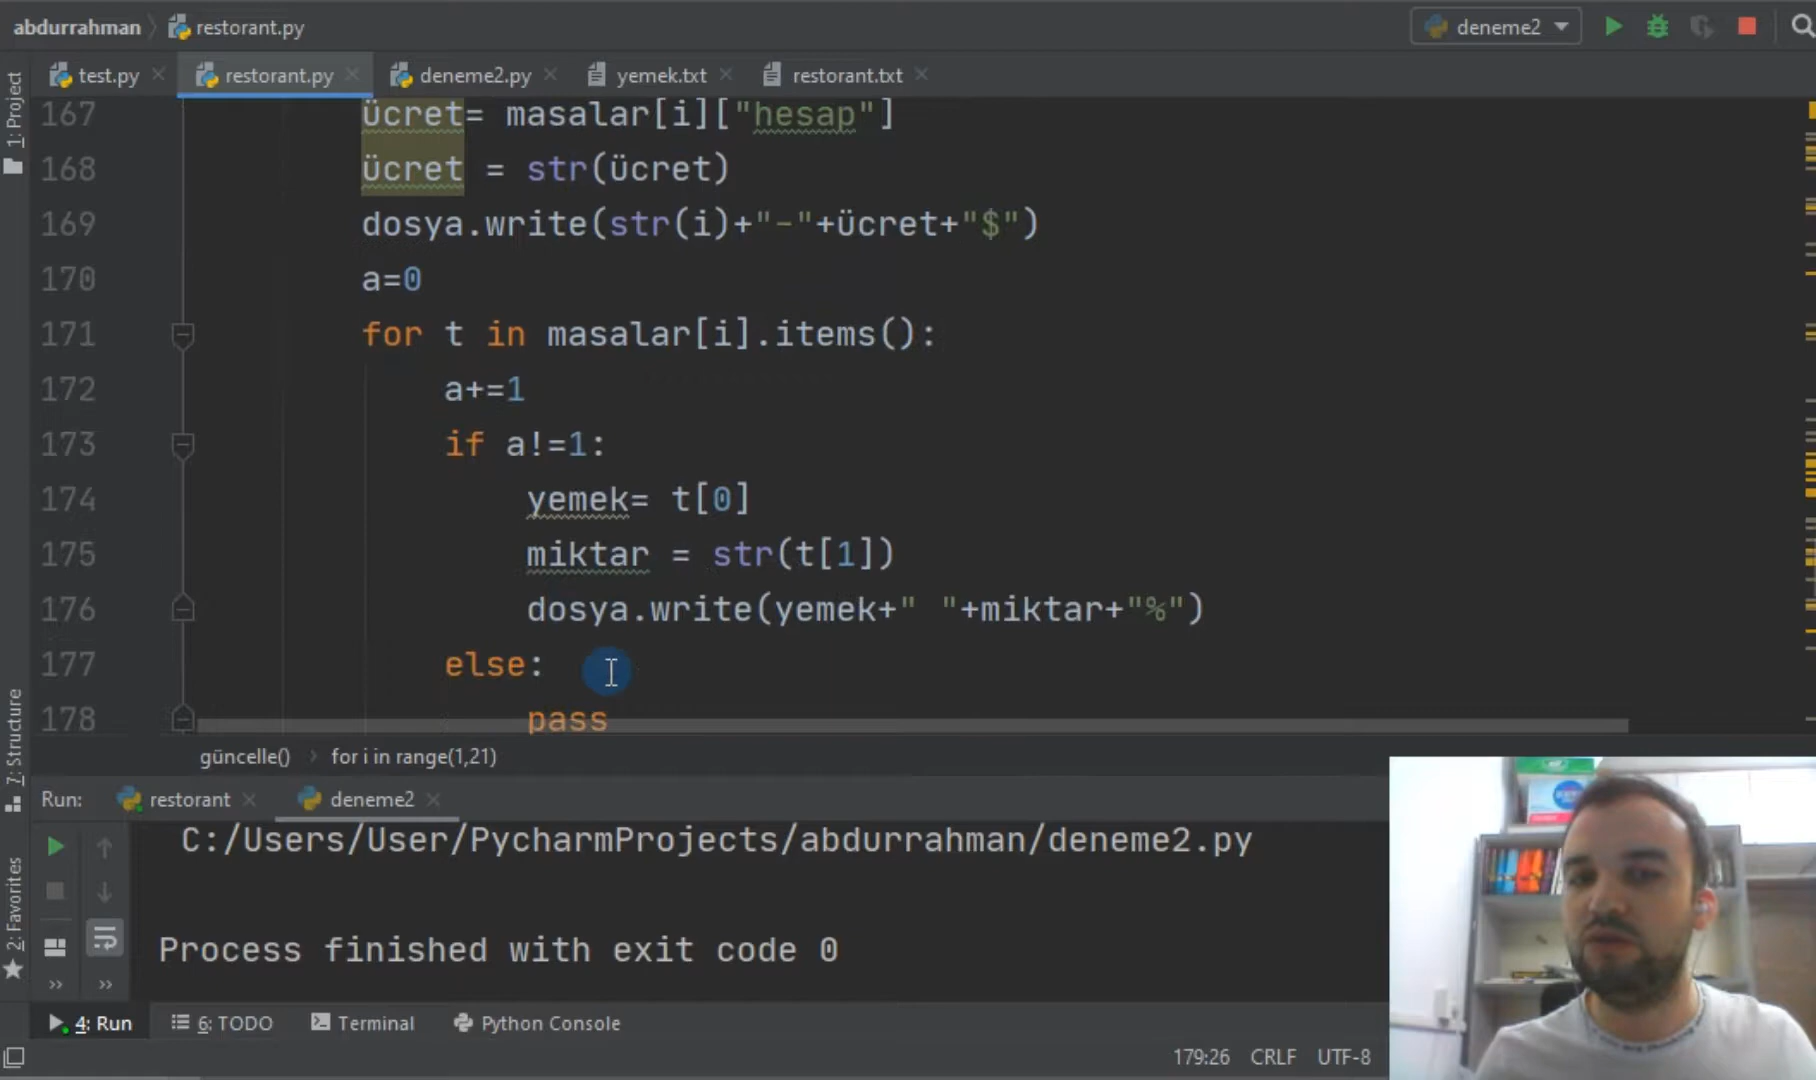 abdurrahman restorant.py deneme2
test.py restorant.py deneme2.py yemek.txt restorant.txt
1: Project
167 ücret= masalar[i]["hesap"]
168 ücret = str(ücret)
169 dosya.write(str(i)+"-"+ücret+"$")
170 a=0
171 for t in masalar[i].items():
172 a+=1
173 if a!=1:
174 yemek= t[0]
175 miktar = str(t[1])
176 dosya.write(yemek+" "+miktar+"%")
177 else:
178 pass
7: Structure
güncelle() for i in range(1,21)
Run: restorant deneme2
C:/Users/User/PycharmProjects/abdurrahman/deneme2.py
Process finished with exit code 0
2: Favorites
4: Run 6: TODO Terminal Python Console
179:26 CRLF UTF-8